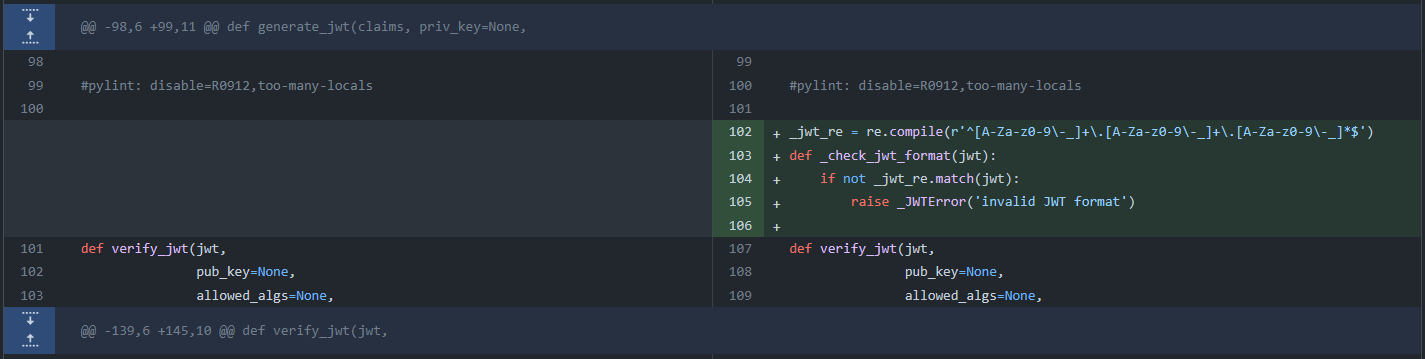 @@ -98,6 +99,11 @@ def generate_jwt(claims, priv_key=None,
98 99
99 #pylint: disable=R0912,too-many-locals 100 #pylint: disable=R0912,too-many-locals
100 101
102 + _jwt_re = re.compile(r'^[A-Za-z0-9\-_]+\.[A-Za-z0-9\-_]+\.[A-Za-z0-9\-_]*$')
103 + def _check_jwt_format(jwt):
104 + if not _jwt_re.match(jwt):
105 + raise _JWTError('invalid JWT format')
106 +
101 def verify_jwt(jwt, 107 def verify_jwt(jwt,
102 pub_key=None, 108 pub_key=None,
103 allowed_algs=None, 109 allowed_algs=None,
@@ -139,6 +145,10 @@ def verify_jwt(jwt,